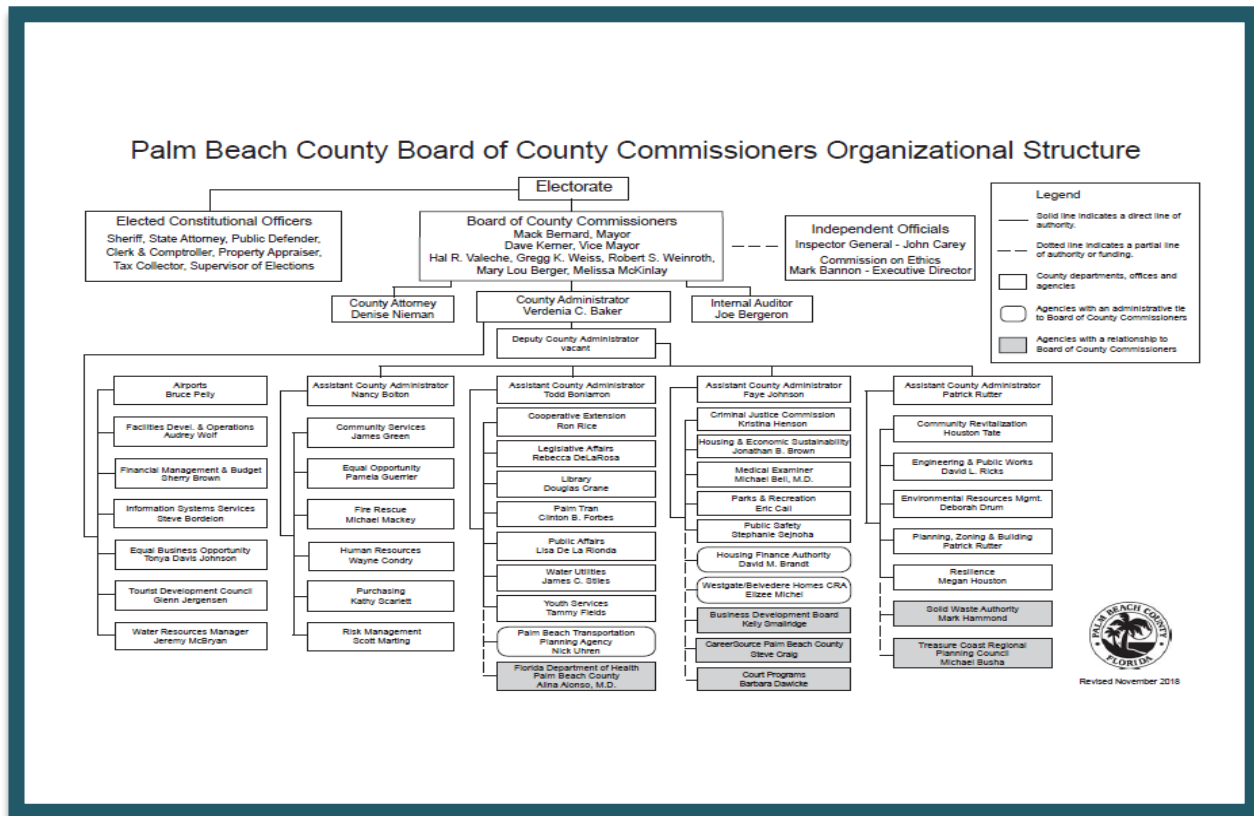 Palm Beach County Board of County Commissioners Organizational Structure
Electorate
Elected Constitutional Officers
Sheriff, State Attorney, Public Defender,
Clerk & Comptroller, Property Appraiser,
Tax Collector, Supervisor of Elections
Board of County Commissioners
Mack Bernard, Mayor
Dave Kerner, Vice Mayor
Hal R. Valeche, Gregg K. Weiss, Robert S. Weinroth,
Mary Lou Berger, Melissa McKinlay
Independent Officials
Inspector General - John Carey
Commission on Ethics
Mark Bannon - Executive Director
Legend
Solid line indicates a direct line of
authority.
Dotted line indicates a partial line
of authority or funding.
County departments, offices and
agencies
Agencies with an administrative tie
to Board of County Commissioners
Agencies with a relationship to
Board of County Commissioners
County Attorney
Denise Nieman
County Administrator
Verdenia C. Baker
Internal Auditor
Joe Bergeron
Deputy County Administrator
vacant
Airports
Bruce Pelly
Facilities Devel. & Operations
Audrey Wolf
Financial Management & Budget
Sherry Brown
Information Systems Services
Steve Bordelon
Equal Business Opportunity
Tonya Davis Johnson
Tourist Development Council
Glenn Jergensen
Water Resources Manager
Jeremy McBryan
Assistant County Administrator
Nancy Bolton
Community Services
James Green
Equal Opportunity
Pamela Guerrier
Fire Rescue
Michael Mackey
Human Resources
Wayne Condry
Purchasing
Kathy Scarlett
Risk Management
Scott Marting
Assistant County Administrator
Todd Bonlarron
Cooperative Extension
Ron Rice
Legislative Affairs
Rebecca DeLaRosa
Library
Douglas Crane
Palm Tran
Clinton B. Forbes
Public Affairs
Lisa De La Rionda
Water Utilities
James C. Stiles
Youth Services
Tammy Fields
Palm Beach Transportation
Planning Agency
Nick Uhren
Florida Department of Health
Palm Beach County
Alina Alonso, M.D.
Assistant County Administrator
Faye Johnson
Criminal Justice Commission
Kristina Henson
Housing & Economic Sustainability
Jonathan B. Brown
Medical Examiner
Michael Bell, M.D.
Parks & Recreation
Eric Call
Public Safety
Stephanie Sejnoha
Housing Finance Authority
David M. Brandt
Westgate/Belvedere Homes CRA
Elizee Michel
Business Development Board
Kelly Smallridge
CareerSource Palm Beach County
Steve Craig
Court Programs
Barbara Dawicke
Assistant County Administrator
Patrick Rutter
Community Revitalization
Houston Tate
Engineering & Public Works
David L. Ricks
Environmental Resources Mgmt.
Deborah Drum
Planning, Zoning & Building
Patrick Rutter
Resilience
Megan Houston
Solid Waste Authority
Mark Hammond
Treasure Coast Regional
Planning Council
Michael Busha
PALM BEACH COUNTY
FLORIDA
Revised November 2018